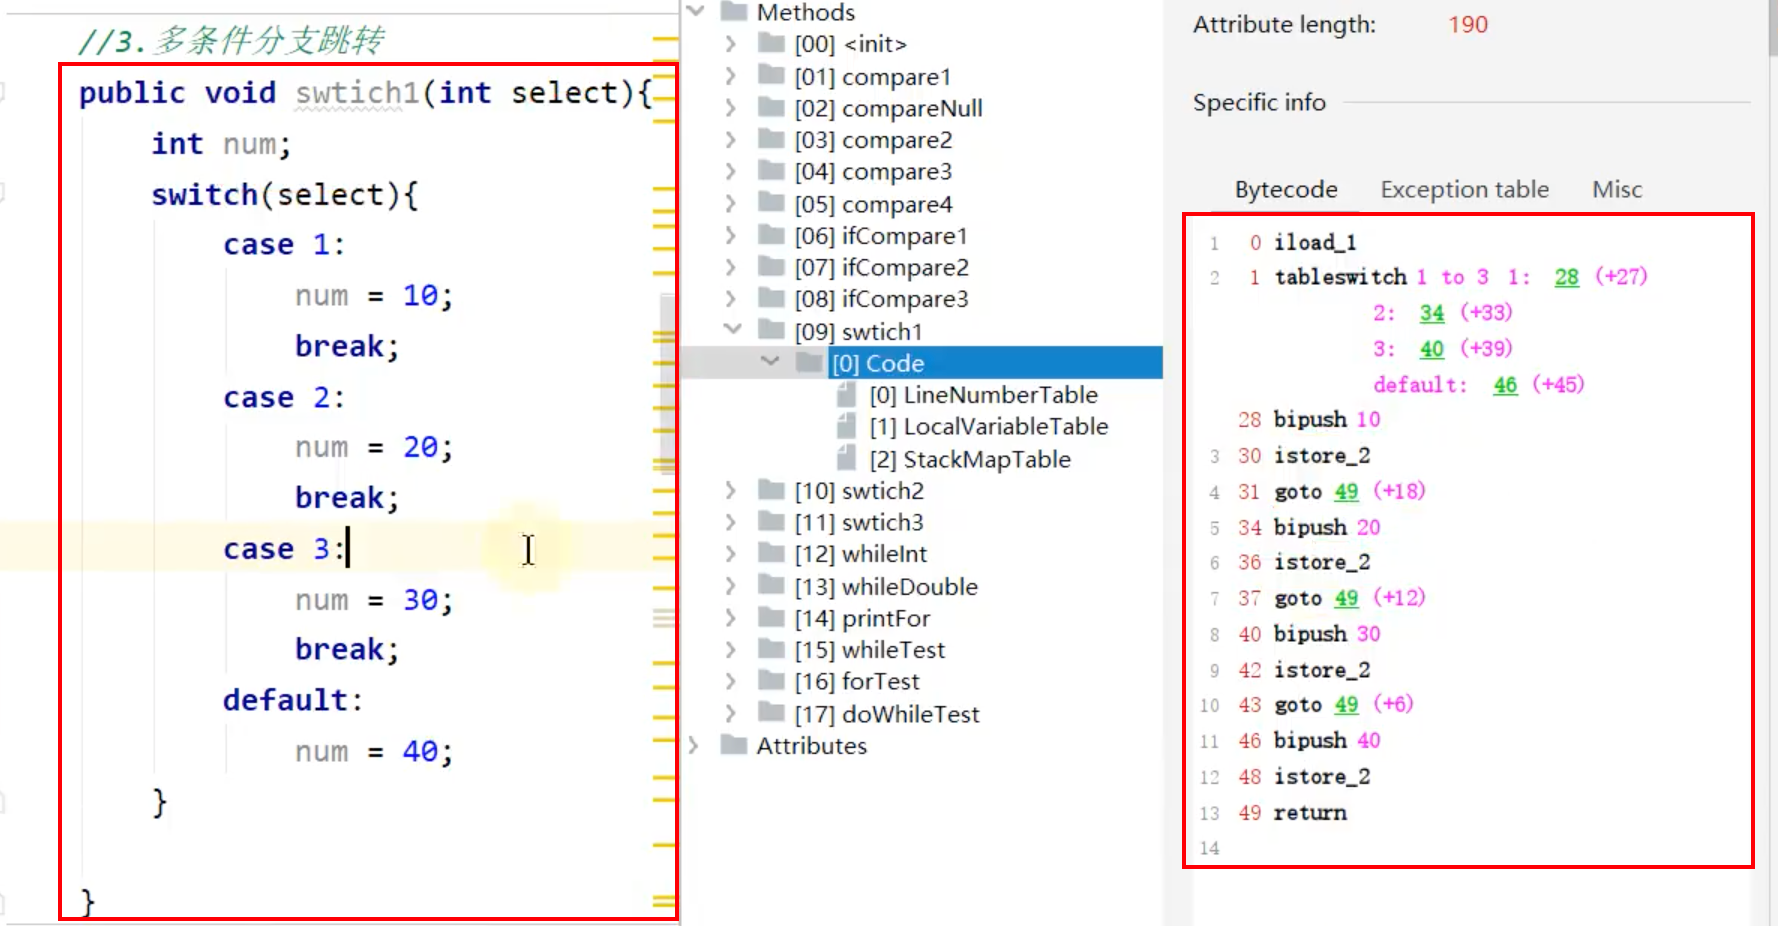 //3.多条件分支跳转
public void swtich1(int select){
int num;
switch(select){
case 1:
num = 10;
break;
case 2:
num = 20;
break;
case 3:
num = 30;
break;
default:
num = 40;
}
}
Methods
[00] <init>
[01] compare1
[02] compareNull
[03] compare2
[04] compare3
[05] compare4
[06] ifCompare1
[07] ifCompare2
[08] ifCompare3
[09] swtich1
[0] Code
[0] LineNumberTable
[1] LocalVariableTable
[2] StackMapTable
[10] swtich2
[11] swtich3
[12] whileInt
[13] whileDouble
[14] printFor
[15] whileTest
[16] forTest
[17] doWhileTest
Attributes
Attribute length: 190
Specific info
Bytecode Exception table Misc
1 0 iload_1
2 1 tableswitch 1 to 3 1: 28 (+27)
2: 34 (+33)
3: 40 (+39)
default: 46 (+45)
28 bipush 10
3 30 istore_2
4 31 goto 49 (+18)
5 34 bipush 20
6 36 istore_2
7 37 goto 49 (+12)
8 40 bipush 30
9 42 istore_2
10 43 goto 49 (+6)
11 46 bipush 40
12 48 istore_2
13 49 return
14